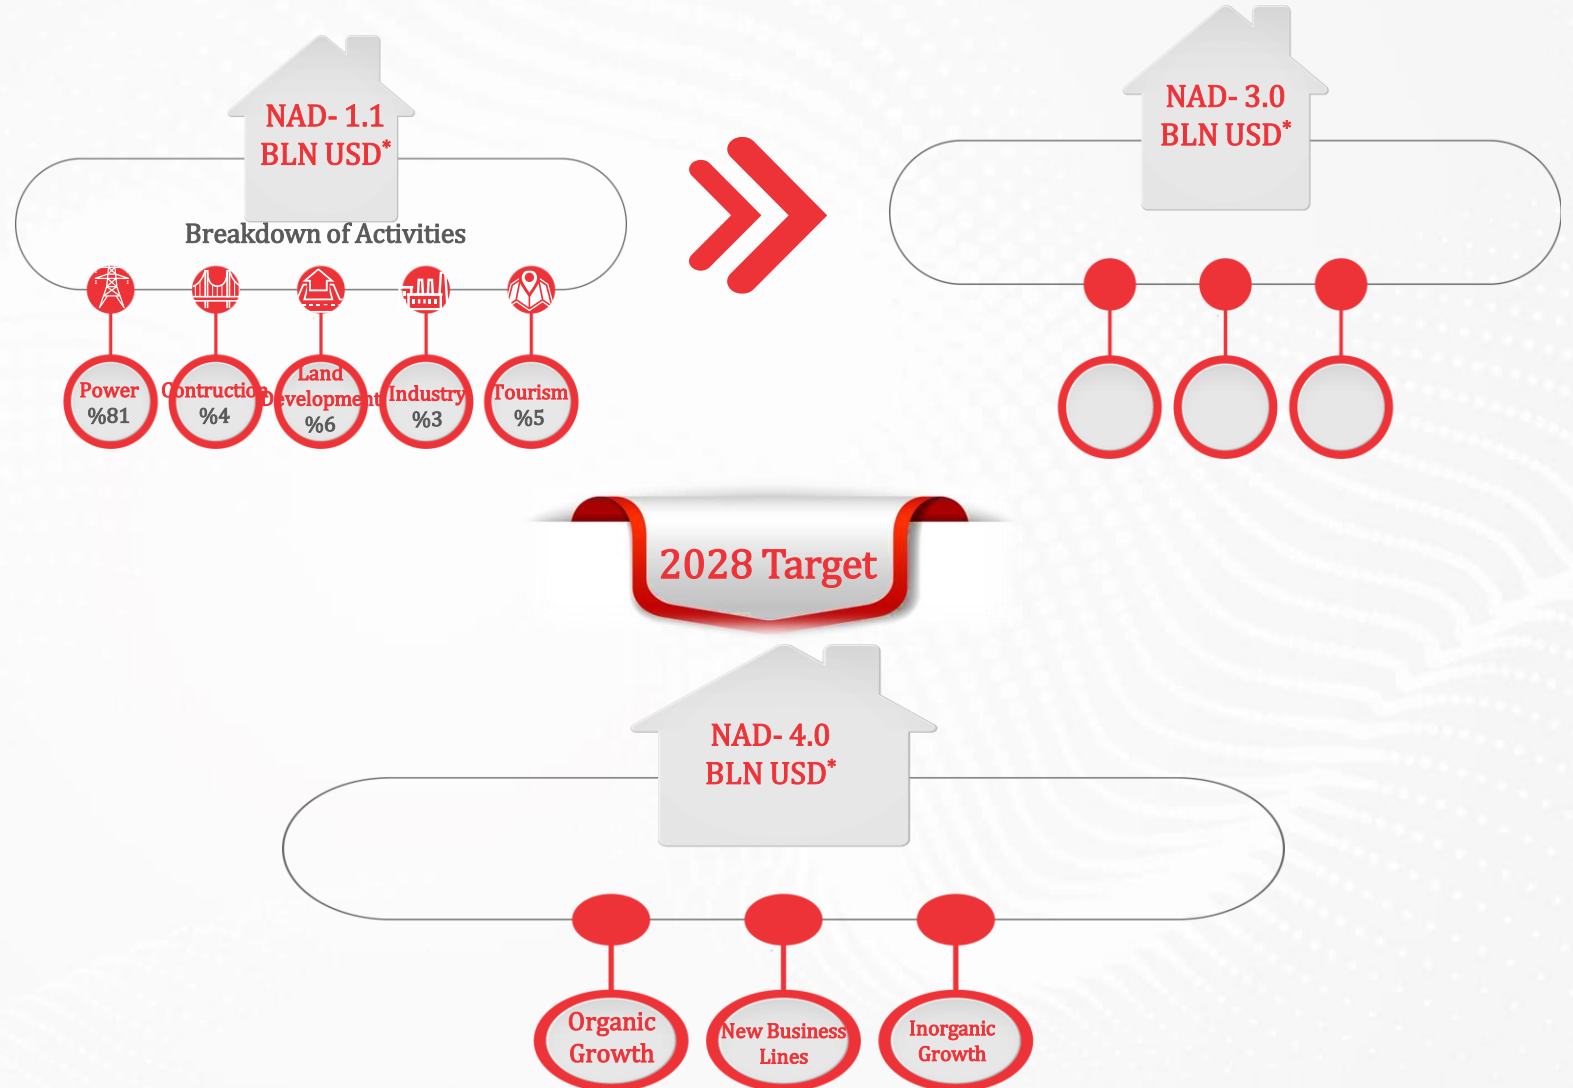 NAD- 1.1
BLN USD*
Breakdown of Activities
Power
%81
Contruction
%4
Land
Development
%6
Industry
%3
Tourism
%5
NAD- 3.0
BLN USD*
2028 Target
NAD- 4.0
BLN USD*
Organic
Growth
New Business
Lines
Inorganic
Growth